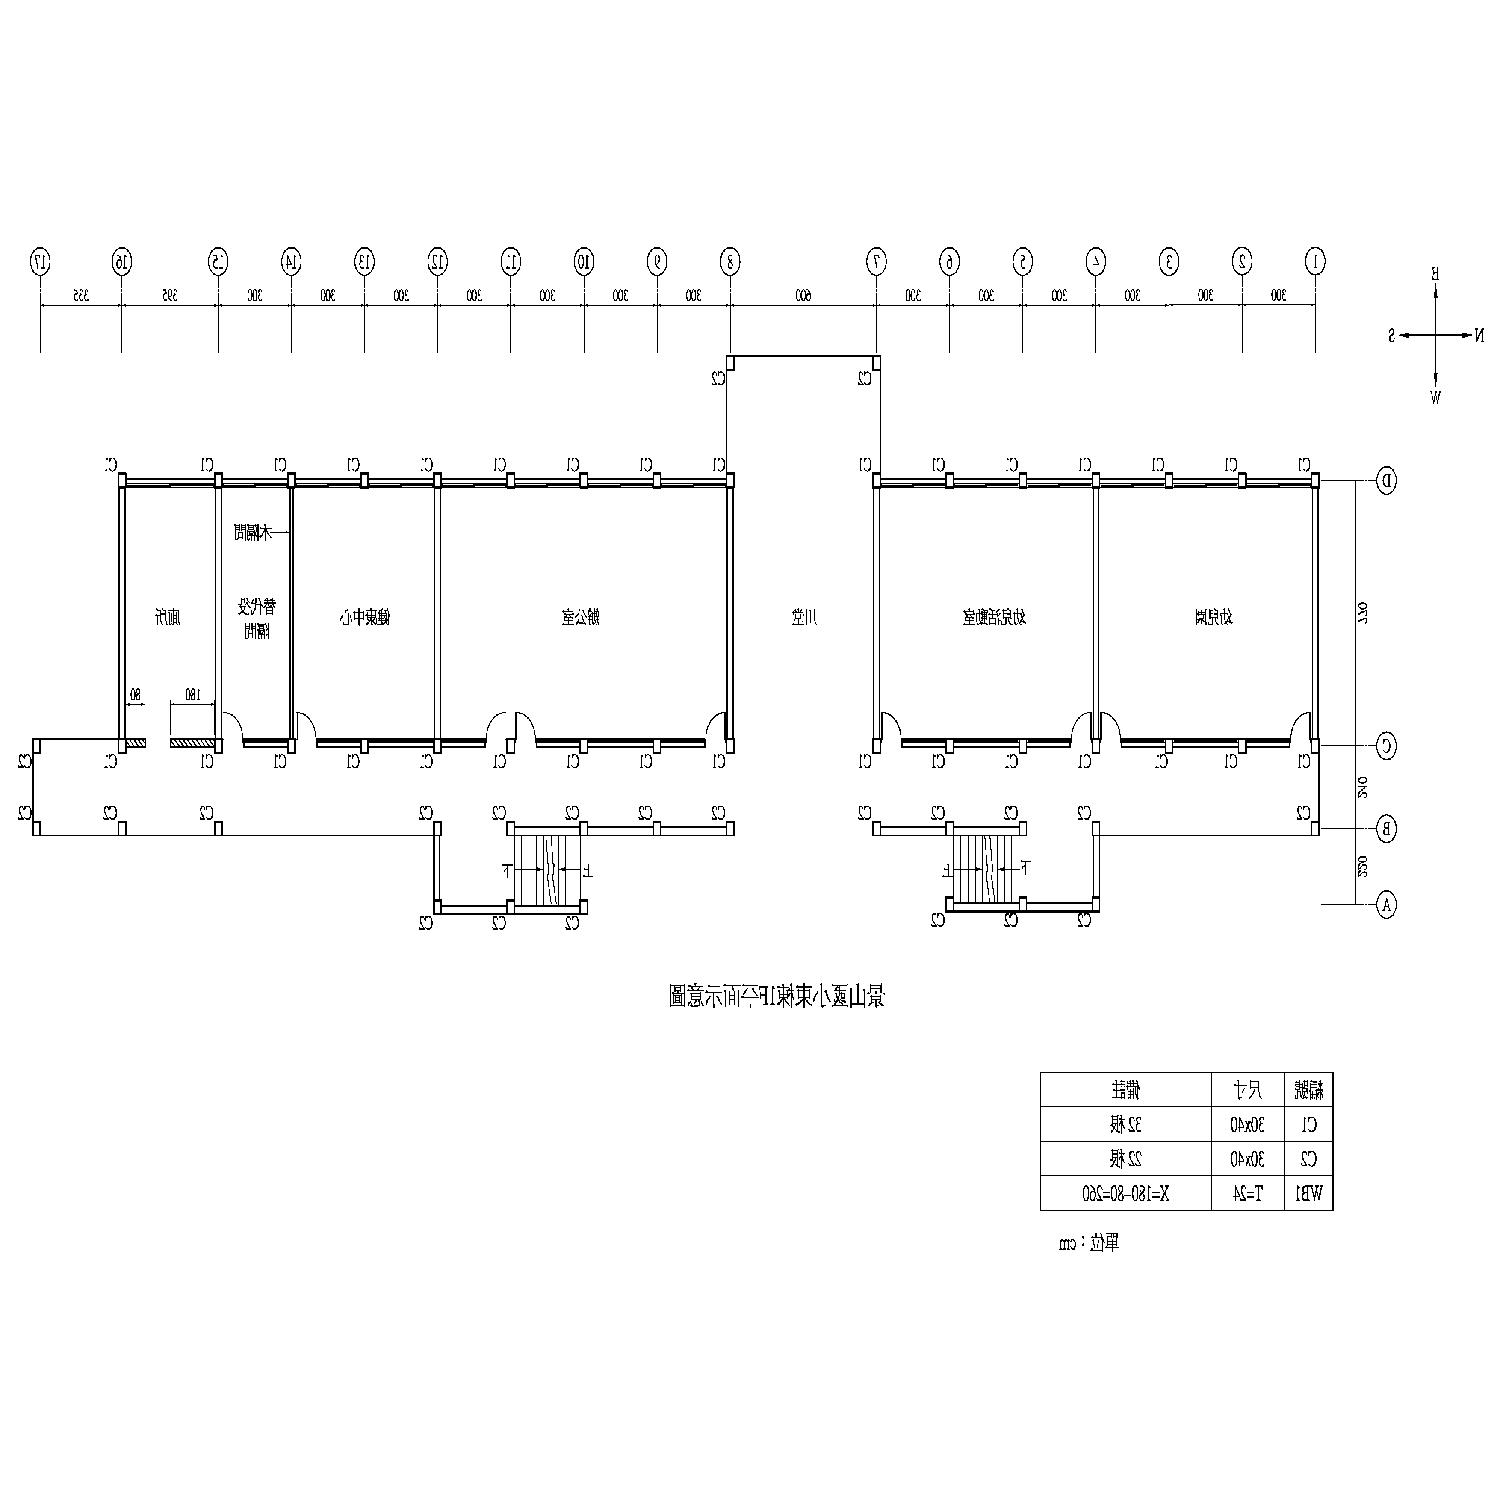 1 2 3 4 5 6 7 8 9 10 11 12 13 14 15 16 17
E
300 300 300 300 300 300 600 300 300 300 300 300 300 300 395 335
N S
W
C2 C2
C1 C1 C1 C1 C1 C1 C1 C1 C1 C1 C1 C1 C1 C1 C1 C1
D
木隔間
幼兒園 幼兒活動室 川堂 辦公室 健康中心 替代役 廁所
隔間
770
180 80
C
C1 C1 C1 C1 C1 C1 C1 C1 C1 C1 C1 C1 C1 C1 C1 C1 C2
240
C2 C2 C2 C2 C2 C2 C2 C2 C2 C2 C2 C2 C2
B
220
下 上 上 下
A
C2 C2 C2 C2 C2 C2
景山國小東棟1F平面示意圖
編號 尺寸 備註
C1 30x40 32根
C2 30x40 22根
WB1 T=24 X=180+80=260
單位：cm